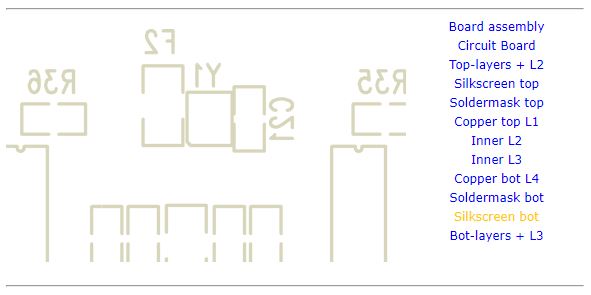 F2
Y1
R36
R35
C21
Board assembly
Circuit Board
Top-layers + L2
Silkscreen top
Soldermask top
Copper top L1
Inner L2
Inner L3
Copper bot L4
Soldermask bot
Silkscreen bot
Bot-layers + L3